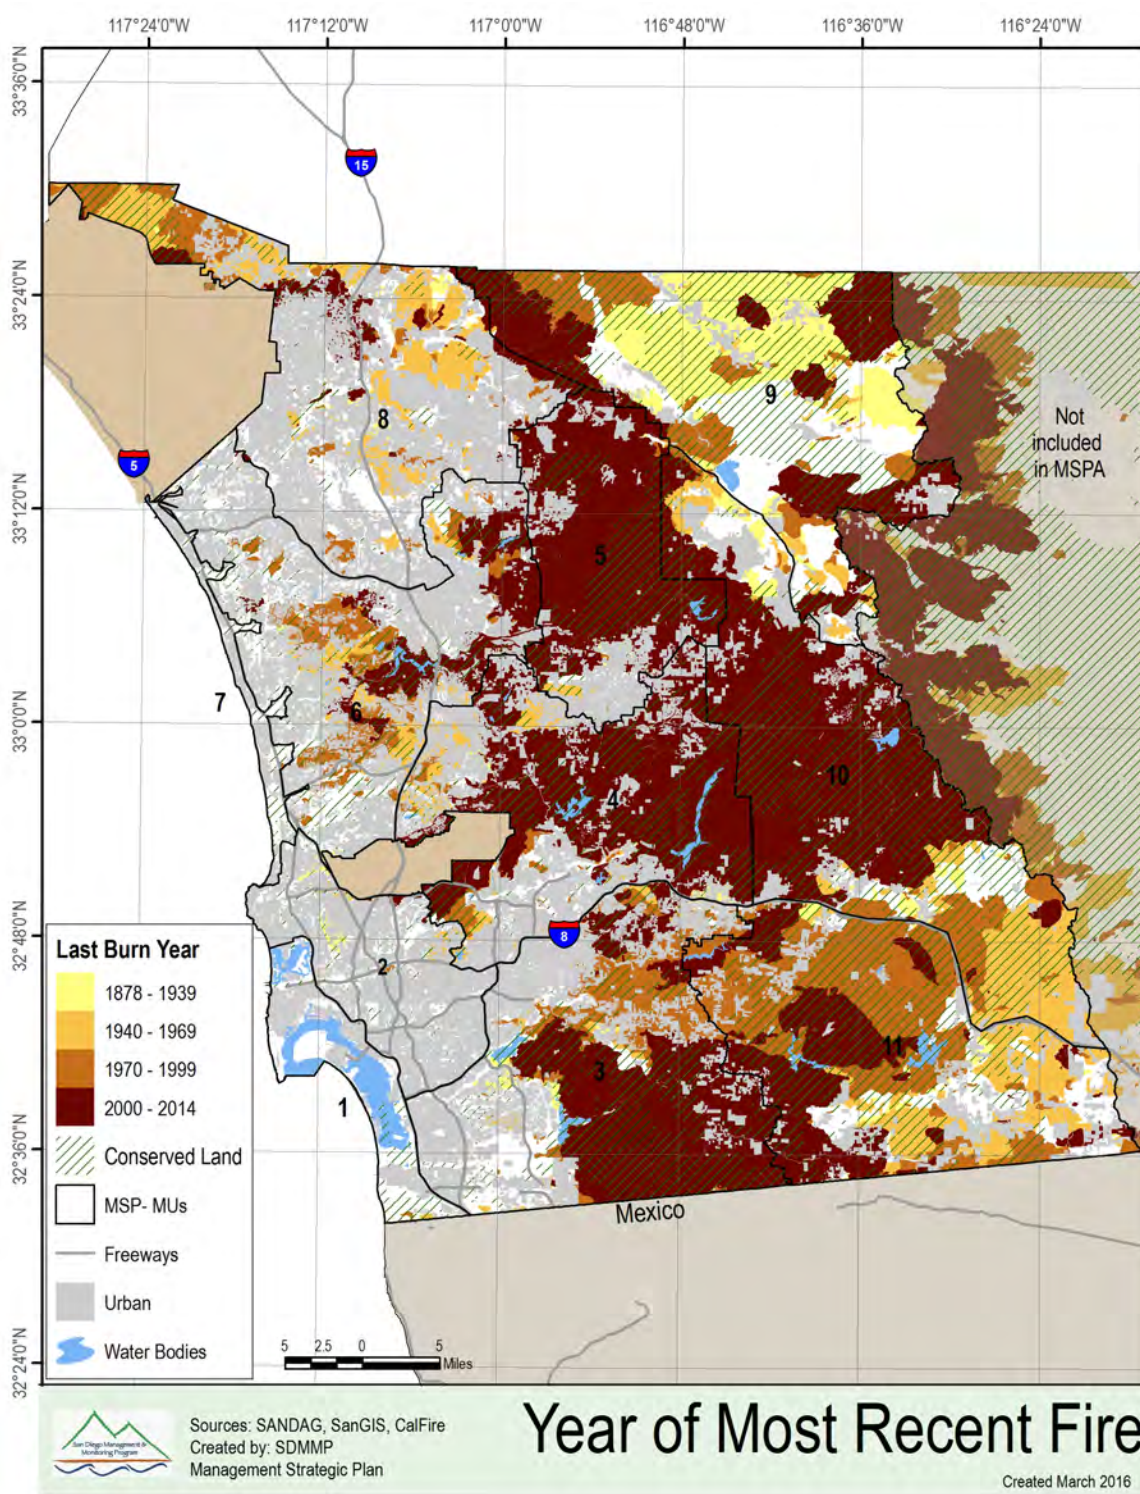 117°24'0"W 117°12'0"W 117°0'0"W 116°48'0"W 116°36'0"W 116°24'0"W
33°36'0"N
15
33°24'0"N
9
8
Not
included
in MSPA
5
33°12'0"N
5
7
6
33°0'0"N
10
4
8
32°48'0"N
2
11
3
1
32°36'0"N
Mexico
32°24'0"N
Last Burn Year
1878 - 1939
1940 - 1969
1970 - 1999
2000 - 2014
Conserved Land
MSP- MUs
Freeways
Urban
Water Bodies
5 2.5 0 5
Miles
San Diego Management &
Monitoring Program
Sources: SANDAG, SanGIS, CalFire
Created by: SDMMP
Management Strategic Plan
Year of Most Recent Fire
Created March 2016